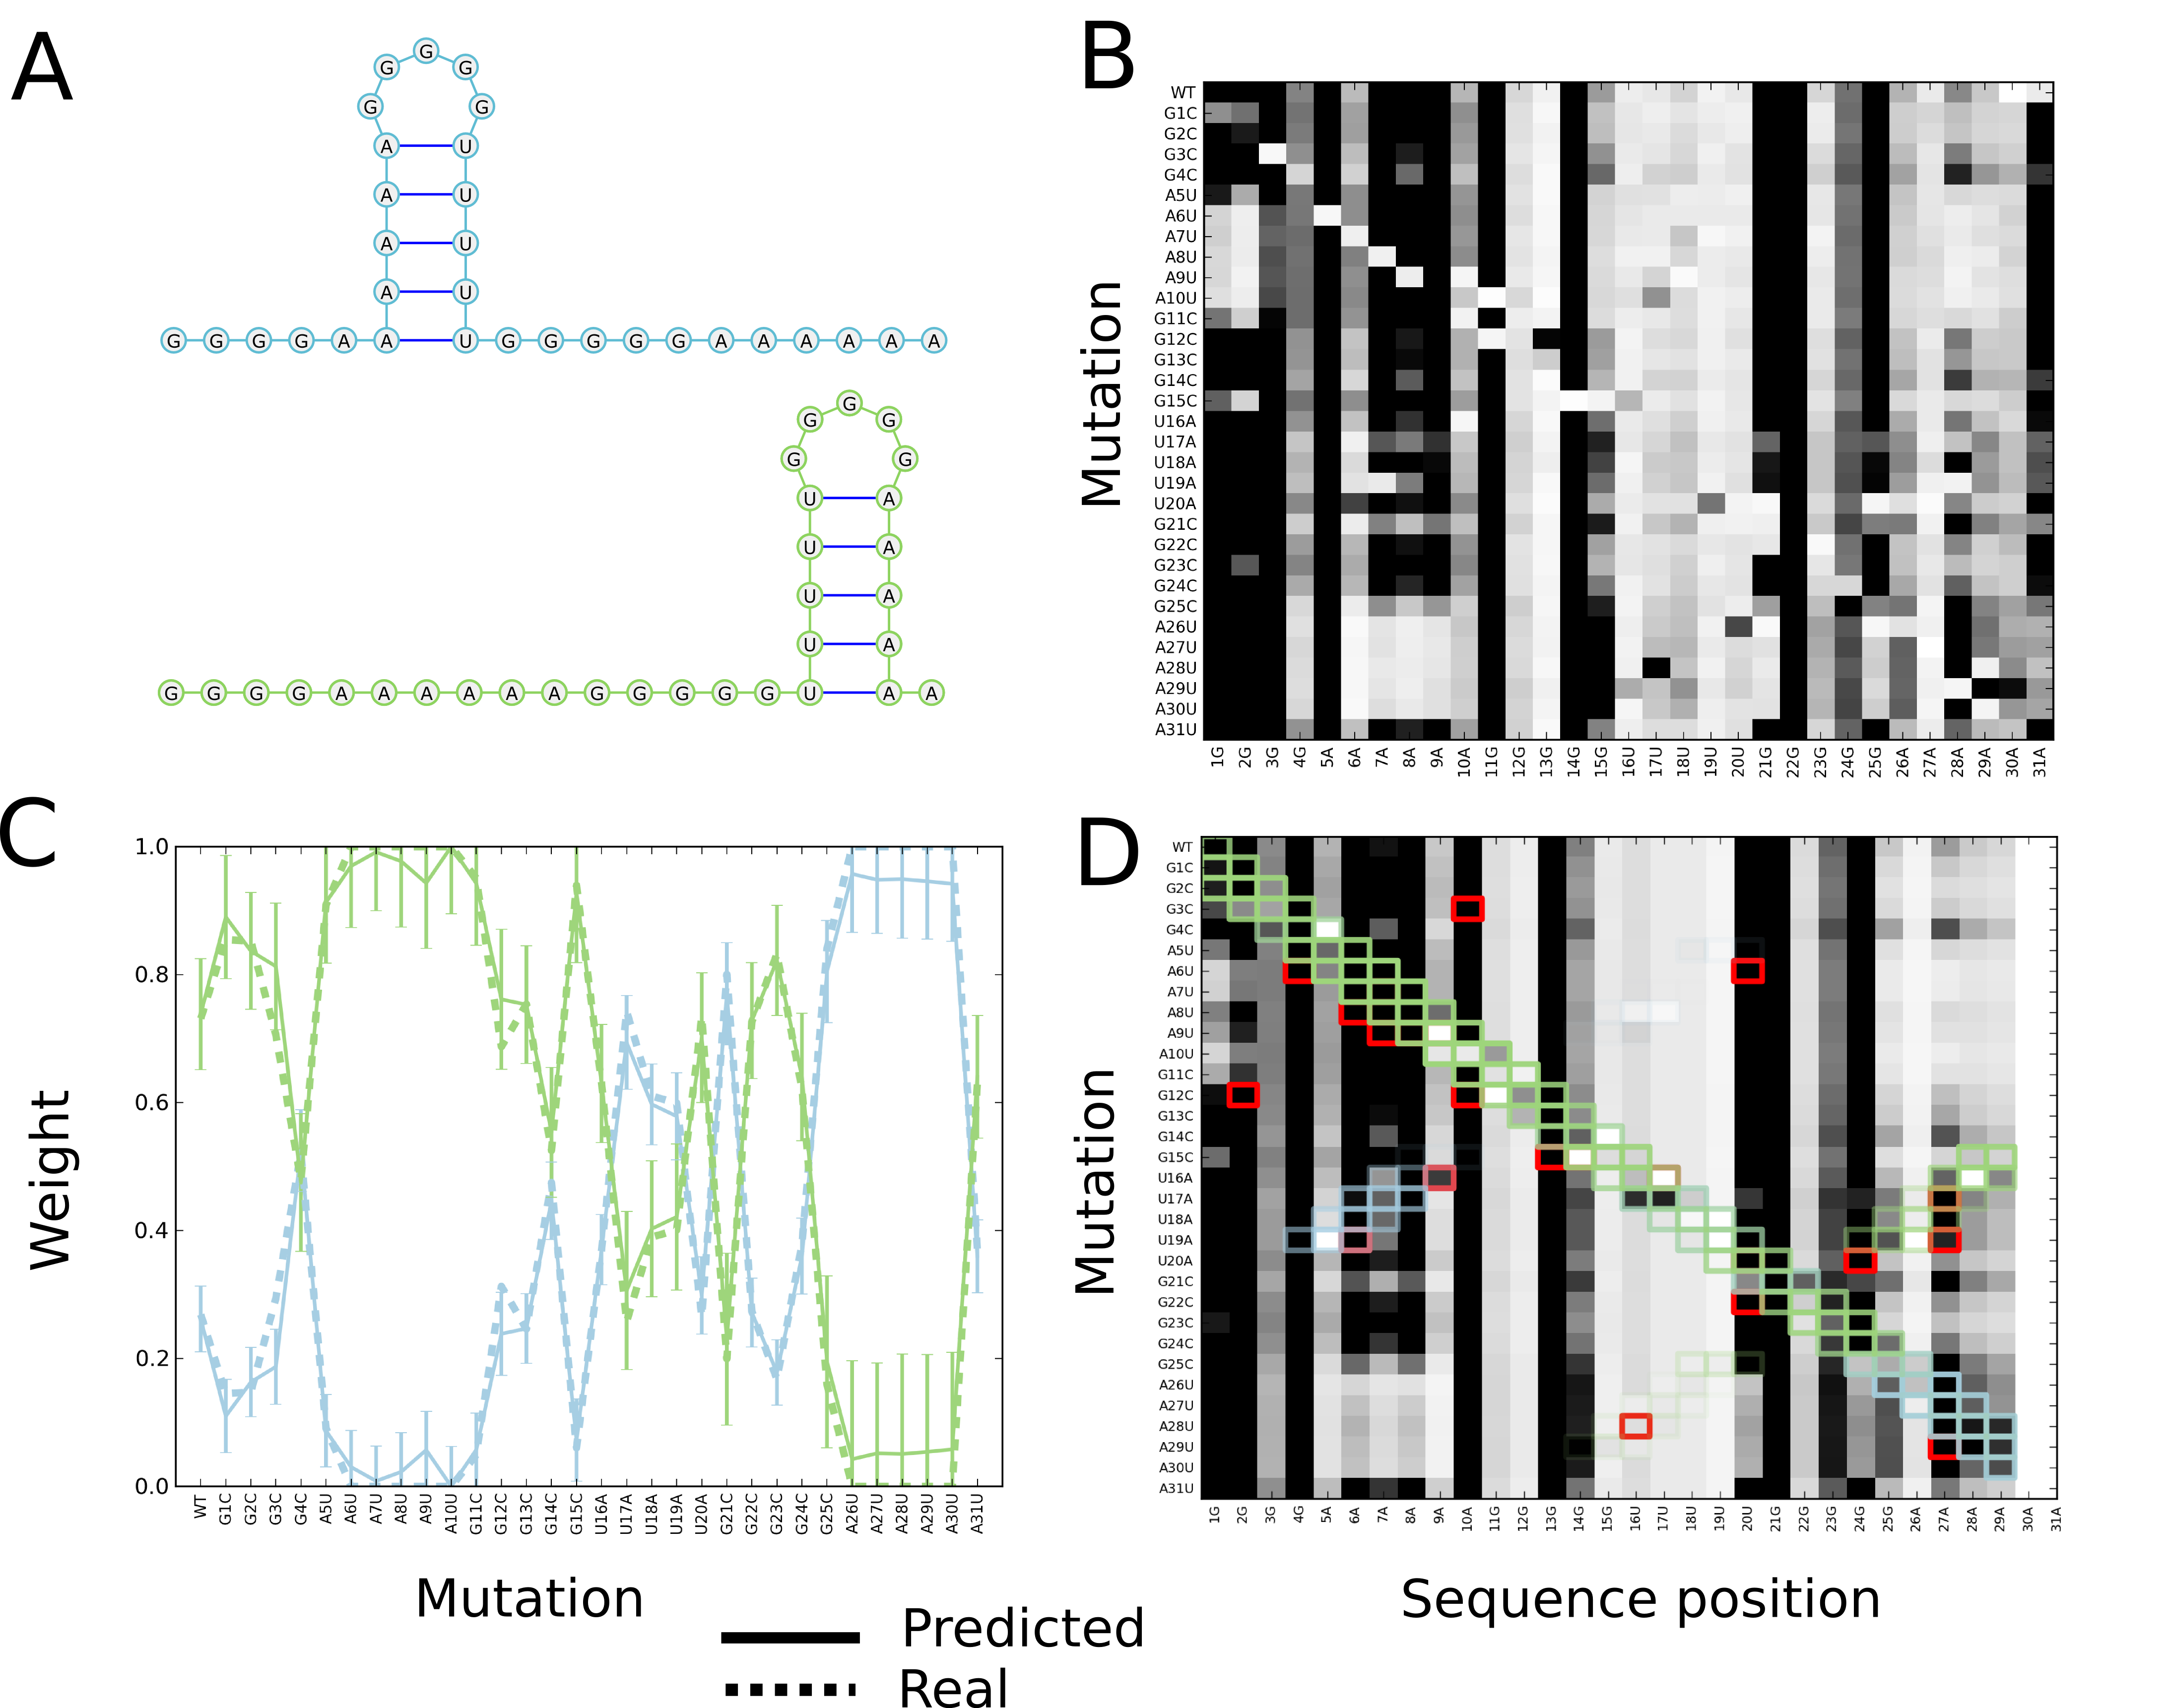 A
G
G G
G G
A U
A U
A U
A U
G G G G A A U G G G G G A A A A A A
G
G G
G G
U A
U A
U A
U A
G G G G A A A A A A G G G G G U A A
B
Mutation
WT
G1C
G2C
G3C
G4C
A5U
A6U
A7U
A8U
A9U
A10U
G11C
G12C
G13C
G14C
G15C
U16A
U17A
U18A
U19A
U20A
G21C
G22C
G23C
G24C
G25C
A26U
A27U
A28U
A29U
A30U
A31U
1G 2G 3G 4G 5A 6A 7A 8A 9A 10A 11G 12G 13G 14G 15G 16U 17U 18U 19U 20U 21G 22G 23G 24G 25G 26A 27A 28A 29A 30A 31A
C
Weight
1.0
0.8
0.6
0.4
0.2
0.0
WT G1C G2C G3C G4C A5U A6U A7U A8U A9U A10U G11C G12C G13C G14C G15C U16A U17A U18A U19A U20A G21C G22C G23C G24C G25C A26U A27U A28U A29U A30U A31U
Mutation
Predicted
Real
D
Mutation
WT
G1C
G2C
G3C
G4C
A5U
A6U
A7U
A8U
A9U
A10U
G11C
G12C
G13C
G14C
G15C
U16A
U17A
U18A
U19A
U20A
G21C
G22C
G23C
G24C
G25C
A26U
A27U
A28U
A29U
A30U
A31U
1G 2G 3G 4G 5A 6A 7A 8A 9A 10A 11G 12G 13G 14G 15G 16U 17U 18U 19U 20U 21G 22G 23G 24G 25G 26A 27A 28A 29A 30A 31A
Sequence position